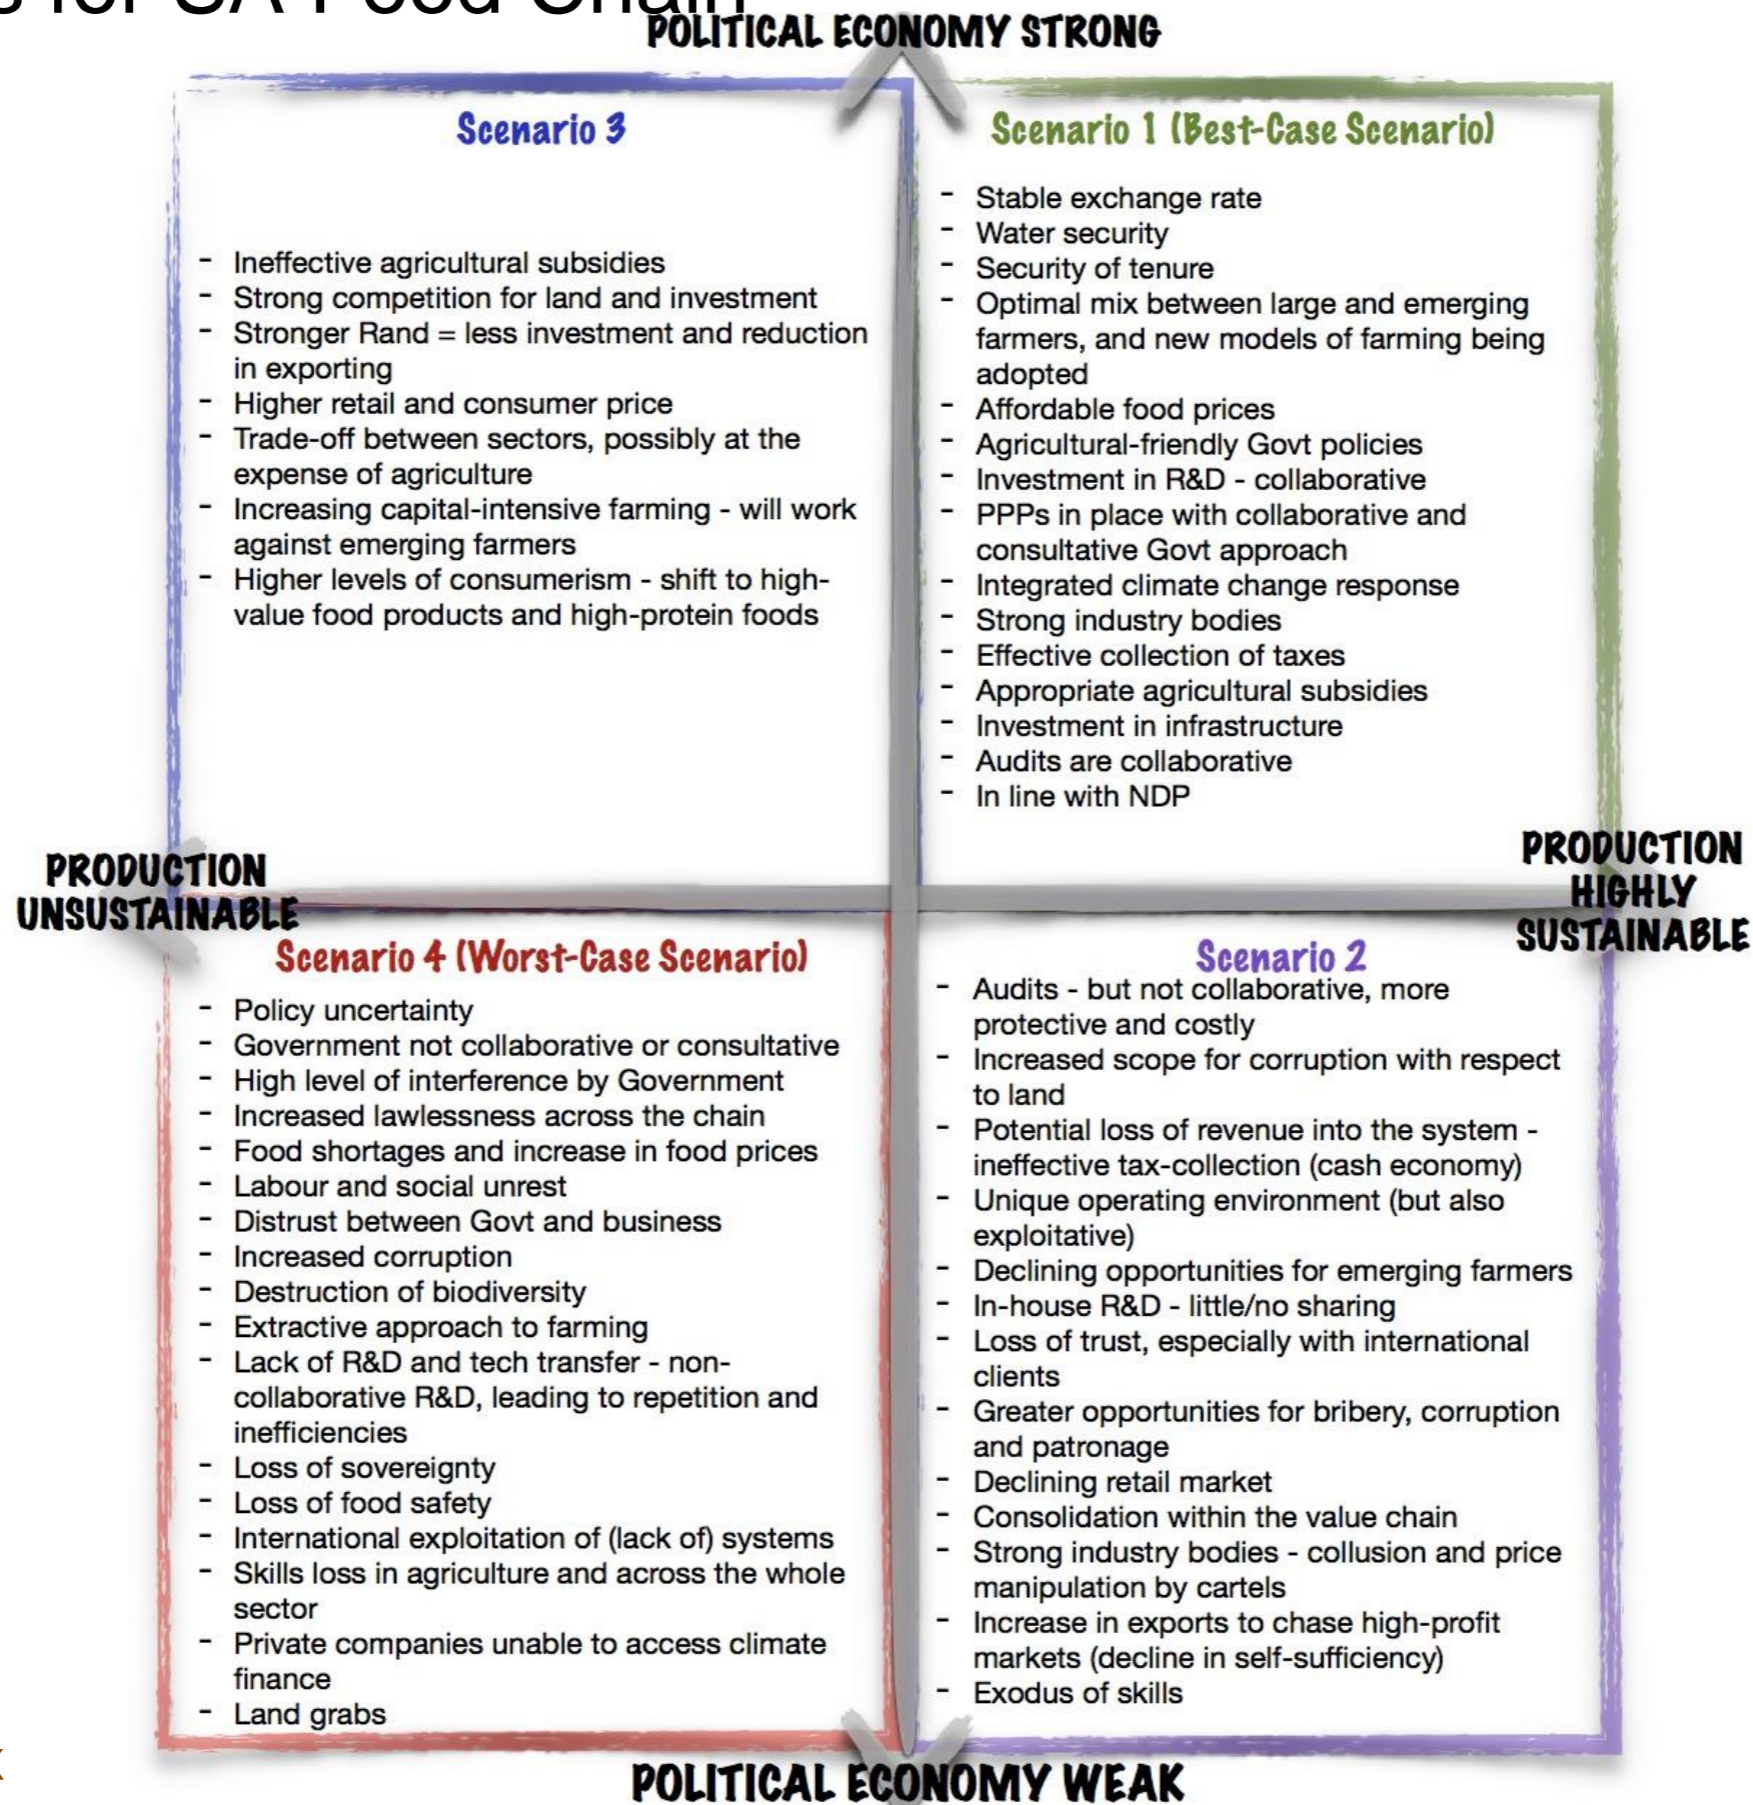 s for SA Food Chain
POLITICAL ECONOMY STRONG
Scenario 3
- Ineffective agricultural subsidies
- Strong competition for land and investment
- Stronger Rand = less investment and reduction
in exporting
- Higher retail and consumer price
- Trade-off between sectors, possibly at the
expense of agriculture
- Increasing capital-intensive farming - will work
against emerging farmers
- Higher levels of consumerism - shift to high-
value food products and high-protein foods
Scenario 1 (Best-Case Scenario)
- Stable exchange rate
- Water security
- Security of tenure
- Optimal mix between large and emerging
farmers, and new models of farming being
adopted
- Affordable food prices
- Agricultural-friendly Govt policies
- Investment in R&D - collaborative
- PPPs in place with collaborative and
consultative Govt approach
- Integrated climate change response
- Strong industry bodies
- Effective collection of taxes
- Appropriate agricultural subsidies
- Investment in infrastructure
- Audits are collaborative
- In line with NDP
PRODUCTION
UNSUSTAINABLE
PRODUCTION
HIGHLY
SUSTAINABLE
Scenario 4 (Worst-Case Scenario)
- Policy uncertainty
- Government not collaborative or consultative
- High level of interference by Government
- Increased lawlessness across the chain
- Food shortages and increase in food prices
- Labour and social unrest
- Distrust between Govt and business
- Increased corruption
- Destruction of biodiversity
- Extractive approach to farming
- Lack of R&D and tech transfer - non-
collaborative R&D, leading to repetition and
inefficiencies
- Loss of sovereignty
- Loss of food safety
- International exploitation of (lack of) systems
- Skills loss in agriculture and across the whole
sector
- Private companies unable to access climate
finance
- Land grabs
Scenario 2
- Audits - but not collaborative, more
protective and costly
- Increased scope for corruption with respect
to land
- Potential loss of revenue into the system -
ineffective tax-collection (cash economy)
- Unique operating environment (but also
exploitative)
- Declining opportunities for emerging farmers
- In-house R&D - little/no sharing
- Loss of trust, especially with international
clients
- Greater opportunities for bribery, corruption
and patronage
- Declining retail market
- Consolidation within the value chain
- Strong industry bodies - collusion and price
manipulation by cartels
- Increase in exports to chase high-profit
markets (decline in self-sufficiency)
- Exodus of skills
POLITICAL ECONOMY WEAK